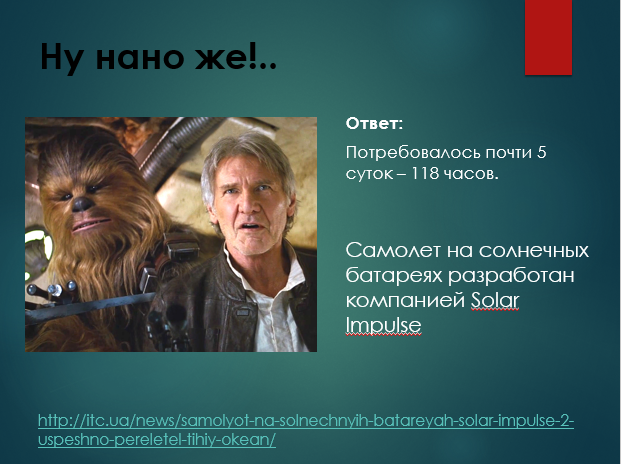 Ну нано же!..
Ответ:
Потребовалось почти 5
суток – 118 часов.
Самолет на солнечных
батареях разработан
компанией Solar
Impulse
http://itc.ua/news/samolyot-na-solnechnyih-batareyah-solar-impulse-2-
uspeshno-pereletel-tihiy-okean/